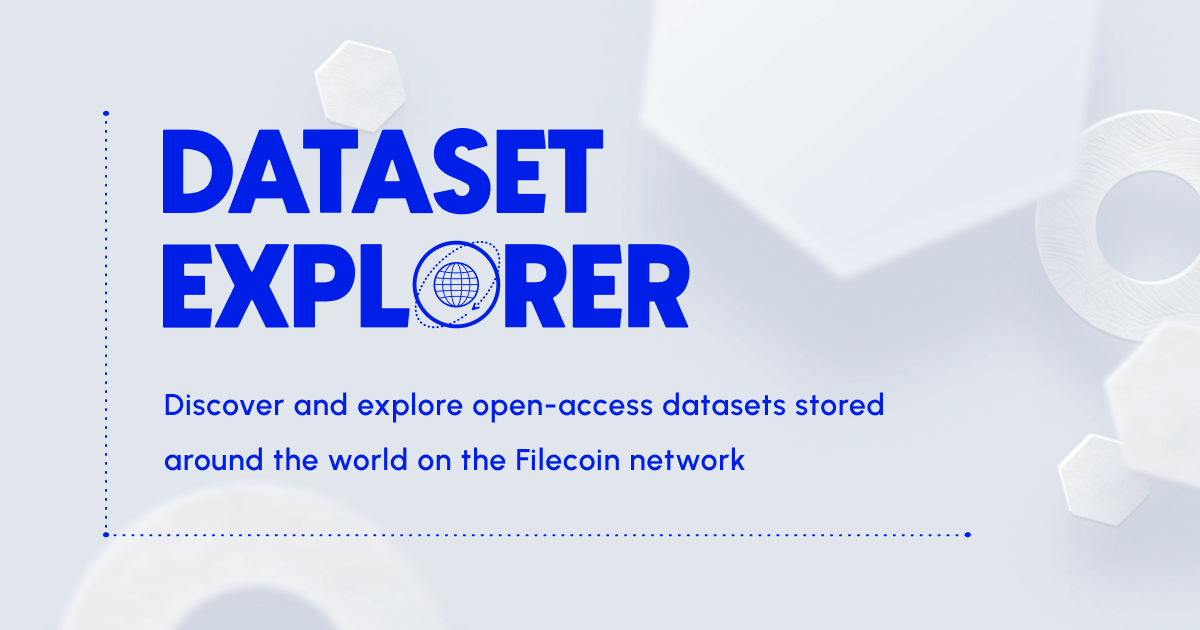 DATASET
EXPLORER
Discover and explore open-access datasets stored
around the world on the Filecoin network